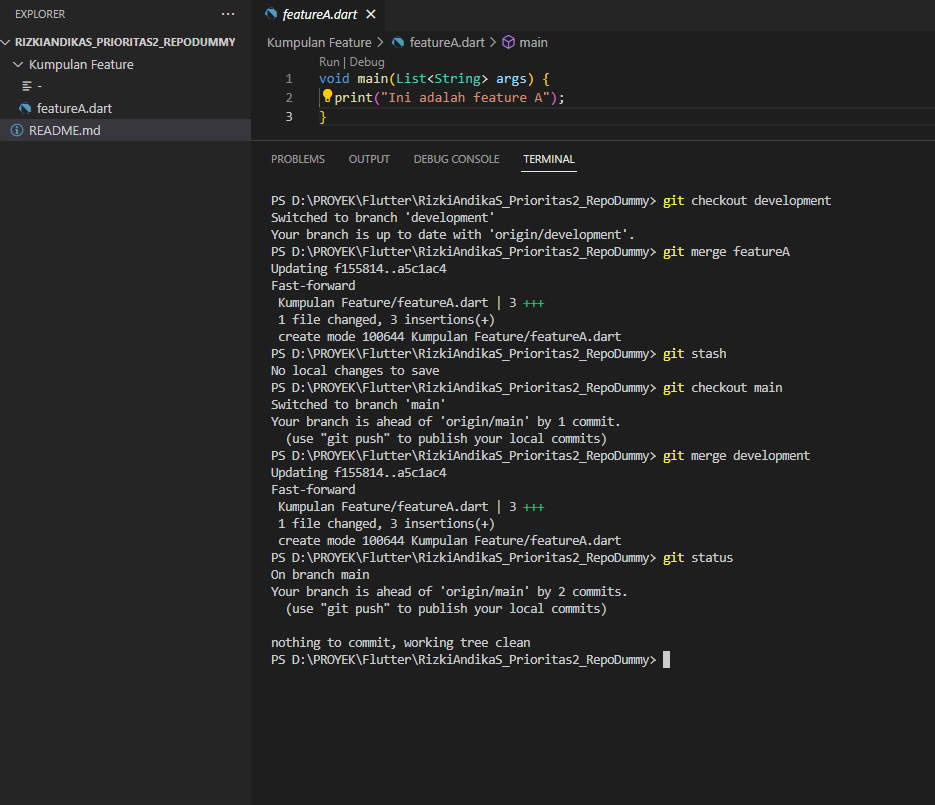 EXPLORER ···
RIZKIANDIKAS_PRIORITAS2_REPODUMMY
Kumpulan Feature
-
featureA.dart
README.md
featureA.dart
Kumpulan Feature > featureA.dart > main
Run | Debug
1 void main(List<String> args) {
2 print("Ini adalah feature A");
3 }
PROBLEMS OUTPUT DEBUG CONSOLE TERMINAL
PS D:\PROYEK\Flutter\RizkiAndikaS_Prioritas2_RepoDummy> git checkout development
Switched to branch 'development'
Your branch is up to date with 'origin/development'.
PS D:\PROYEK\Flutter\RizkiAndikaS_Prioritas2_RepoDummy> git merge featureA
Updating f155814..a5c1ac4
Fast-forward
Kumpulan Feature/featureA.dart | 3 +++
1 file changed, 3 insertions(+)
create mode 100644 Kumpulan Feature/featureA.dart
PS D:\PROYEK\Flutter\RizkiAndikaS_Prioritas2_RepoDummy> git stash
No local changes to save
PS D:\PROYEK\Flutter\RizkiAndikaS_Prioritas2_RepoDummy> git checkout main
Switched to branch 'main'
Your branch is ahead of 'origin/main' by 1 commit.
(use "git push" to publish your local commits)
PS D:\PROYEK\Flutter\RizkiAndikaS_Prioritas2_RepoDummy> git merge development
Updating f155814..a5c1ac4
Fast-forward
Kumpulan Feature/featureA.dart | 3 +++
1 file changed, 3 insertions(+)
create mode 100644 Kumpulan Feature/featureA.dart
PS D:\PROYEK\Flutter\RizkiAndikaS_Prioritas2_RepoDummy> git status
On branch main
Your branch is ahead of 'origin/main' by 2 commits.
(use "git push" to publish your local commits)
nothing to commit, working tree clean
PS D:\PROYEK\Flutter\RizkiAndikaS_Prioritas2_RepoDummy>